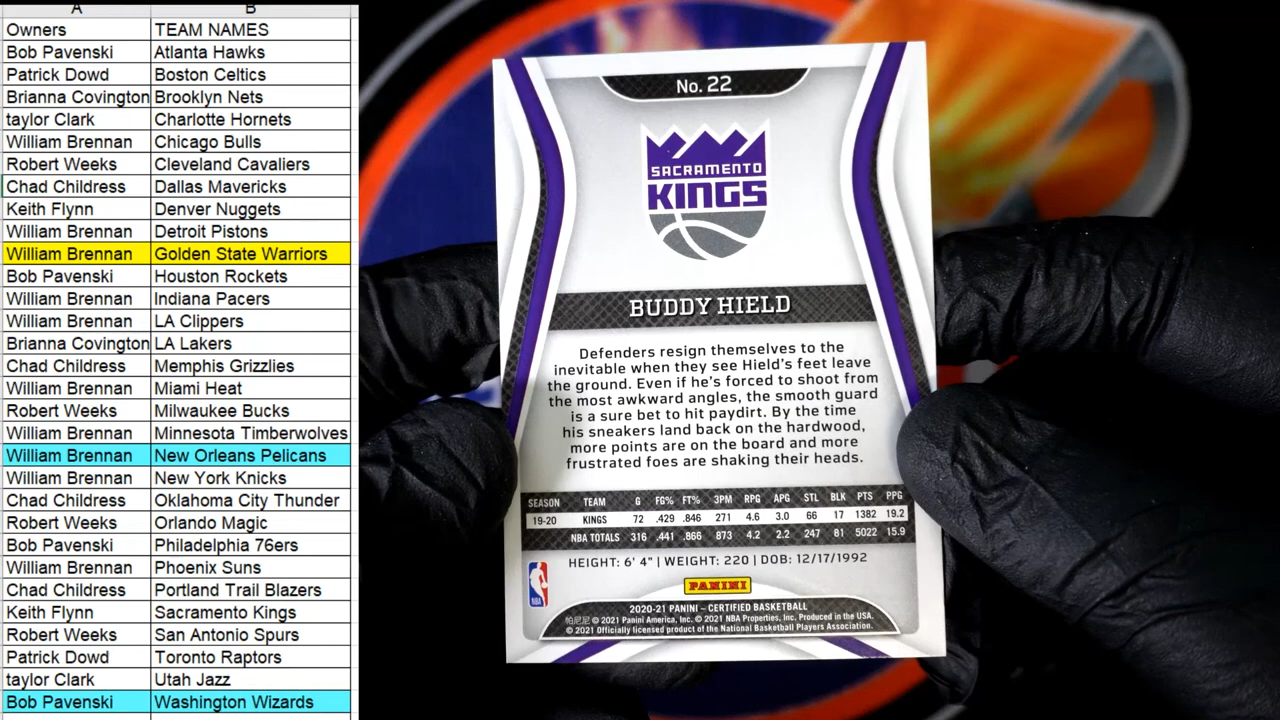 A B
Owners TEAM NAMES
Bob Pavenski Atlanta Hawks
Patrick Dowd Boston Celtics
Brianna Covington Brooklyn Nets
taylor Clark Charlotte Hornets
William Brennan Chicago Bulls
Robert Weeks Cleveland Cavaliers
Chad Childress Dallas Mavericks
Keith Flynn Denver Nuggets
William Brennan Detroit Pistons
William Brennan Golden State Warriors
Bob Pavenski Houston Rockets
William Brennan Indiana Pacers
William Brennan LA Clippers
Brianna Covington LA Lakers
Chad Childress Memphis Grizzlies
William Brennan Miami Heat
Robert Weeks Milwaukee Bucks
William Brennan Minnesota Timberwolves
William Brennan New Orleans Pelicans
William Brennan New York Knicks
Chad Childress Oklahoma City Thunder
Robert Weeks Orlando Magic
Bob Pavenski Philadelphia 76ers
William Brennan Phoenix Suns
Chad Childress Portland Trail Blazers
Keith Flynn Sacramento Kings
Robert Weeks San Antonio Spurs
Patrick Dowd Toronto Raptors
taylor Clark Utah Jazz
Bob Pavenski Washington Wizards
No. 22
SACRAMENTO
KINGS
BUDDY HIELD
Defenders resign themselves to the
inevitable when they see Hield's feet leave
the ground. Even if he's forced to shoot from
the most awkward angles, the smooth guard
is a sure bet to hit paydirt. By the time
his sneakers land back on the hardwood,
more points are on the board and more
frustrated foes are shaking their heads.
SEASON TEAM G FG% FT% 3PM RPG APG STL BLK PTS PPG
19-20 KINGS 72 .429 .846 271 4.6 3.0 66 17 1382 19.2
NBA TOTALS 316 .441 .866 873 4.2 2.2 247 81 5022 15.9
HEIGHT: 6' 4" | WEIGHT: 220 | DOB: 12/17/1992
NBA
PANINI
2020-21 PANINI – CERTIFIED BASKETBALL
帕尼尼 © 2021 Panini America, Inc. © 2021 NBA Properties, Inc. Produced in the USA.
© 2021 Officially licensed product of the National Basketball Players Association.